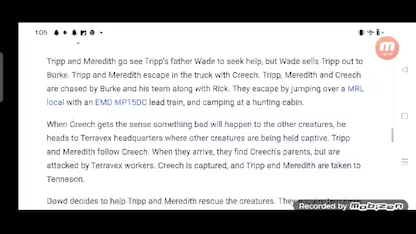 1:05
Tripp and Meredith go see Tripp's father Wade to seek help, but Wade sells Tripp out to
Burke. Tripp and Meredith escape in the truck with Creech. Tripp, Meredith and Creech
are chased by Burke and his team along with Rick. They escape by jumping over a MRL
local with an EMD MP15DC lead train, and camping at a hunting cabin.
When Creech gets the sense something bad will happen to the other creatures, he
heads to Terravex headquarters where other creatures are being held captive, Tripp
and Meredith follow Creech. When they arrive, they find Creech's parents, but are
attacked by Terravex workers. Creech is captured, and Tripp and Meredith are taken to
Tenneson.
Dowd decides to help Tripp and Meredith rescue the creatures. They
Recorded by
mobizen